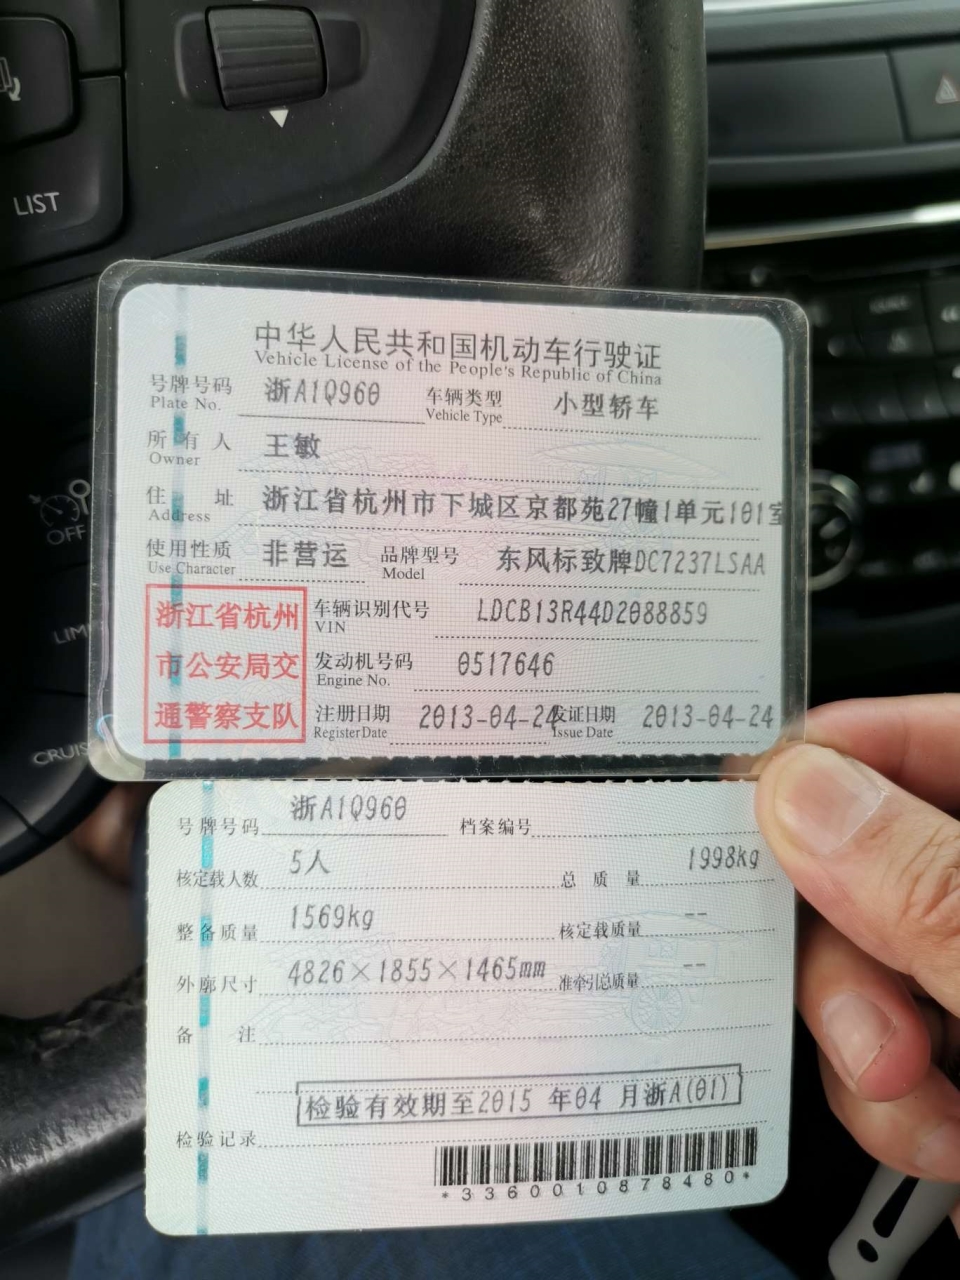 LIST
中华人民共和国机动车行驶证
Vehicle License of the People's Republic of China
号牌号码 浙A1Q960 车辆类型 小型轿车
Plate No. Vehicle Type
所有人 王敏
Owner
住址 浙江省杭州市下城区京都苑27幢1单元101室
Address
使用性质 非营运 品牌型号 东风标致牌DC7237LSAA
Use Character Model
浙江省杭州
市公安局交
通警察支队
车辆识别代号 LDCB13R44D2088859
VIN
发动机号码 0517646
Engine No.
注册日期 2013-04-24 发证日期 2013-04-24
Register Date Issue Date
OFF
号牌号码 浙A1Q960 档案编号
核定载人数 5人 总质量 1998kg
整备质量 1569kg 核定载质量 --
外廓尺寸 4826×1855×1465mm 准牵引总质量 --
备注
检验有效期至2015 年04 月浙A(01)
检验记录
*3360010878480*